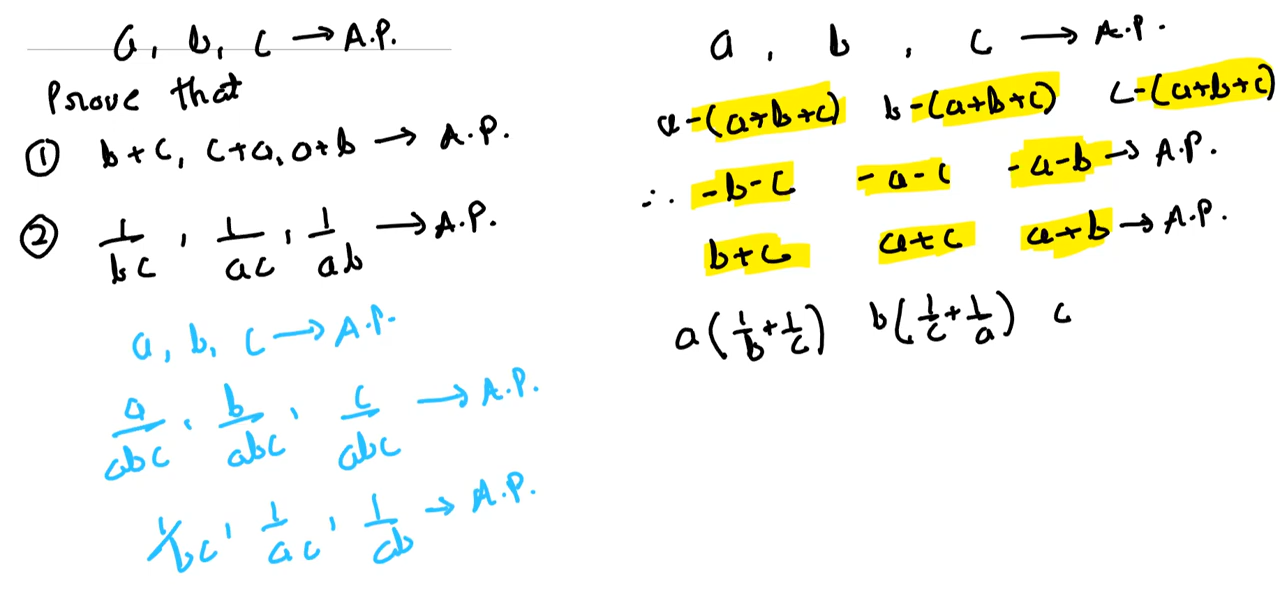 a, b, c → A.P.
Prove that
① b+c, c+a, a+b → A.P.
② 1/bc, 1/ac, 1/ab → A.P.
a, b, c → A.P.
a/abc, b/abc, c/abc → A.P.
1/bc, 1/ac, 1/ab → A.P.
a, b, c → A.P.
a-(a+b+c) b-(a+b+c) c-(a+b+c)
∴ -b-c -a-c -a-b → A.P.
b+c a+c a+b → A.P.
a(1/b+1/c) b(1/c+1/a) c